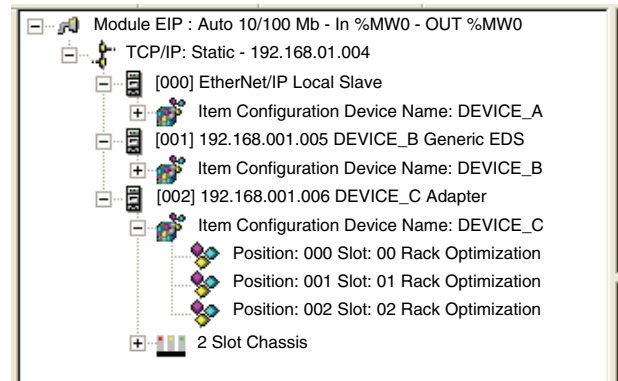 Module EIP : Auto 10/100 Mb - In %MW0 - OUT %MW0
TCP/IP: Static - 192.168.01.004
[000] EtherNet/IP Local Slave
Item Configuration Device Name: DEVICE_A
[001] 192.168.001.005 DEVICE_B Generic EDS
Item Configuration Device Name: DEVICE_B
[002] 192.168.001.006 DEVICE_C Adapter
Item Configuration Device Name: DEVICE_C
Position: 000 Slot: 00 Rack Optimization
Position: 001 Slot: 01 Rack Optimization
Position: 002 Slot: 02 Rack Optimization
2 Slot Chassis